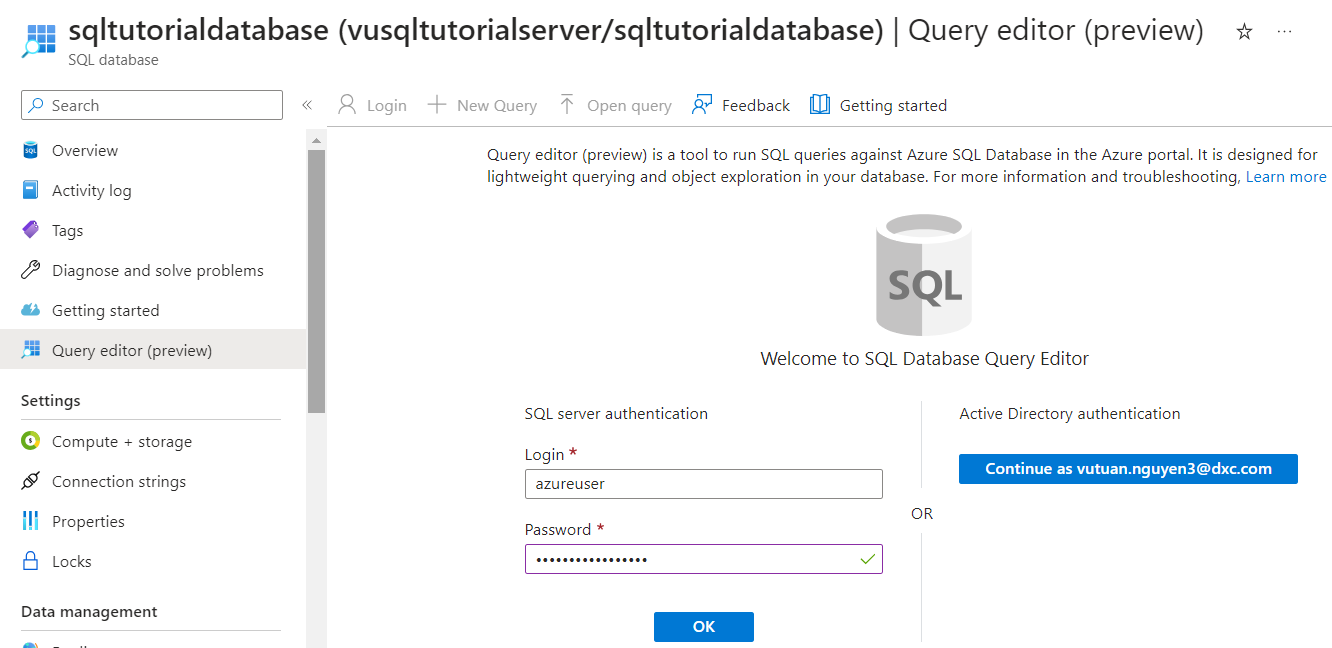 sqltutorialdatabase (vusqltutorialserver/sqltutorialdatabase) | Query editor (preview)
SQL database
Search
Overview
Activity log
Tags
Diagnose and solve problems
Getting started
Query editor (preview)
Settings
Compute + storage
Connection strings
Properties
Locks
Data management
Login
New Query
Open query
Feedback
Getting started
Query editor (preview) is a tool to run SQL queries against Azure SQL Database in the Azure portal. It is designed for
lightweight querying and object exploration in your database. For more information and troubleshooting, Learn more
SQL
Welcome to SQL Database Query Editor
SQL server authentication
Login *
azureuser
Password *
•••••••••••••••••
OK
OR
Active Directory authentication
Continue as vutuan.nguyen3@dxc.com